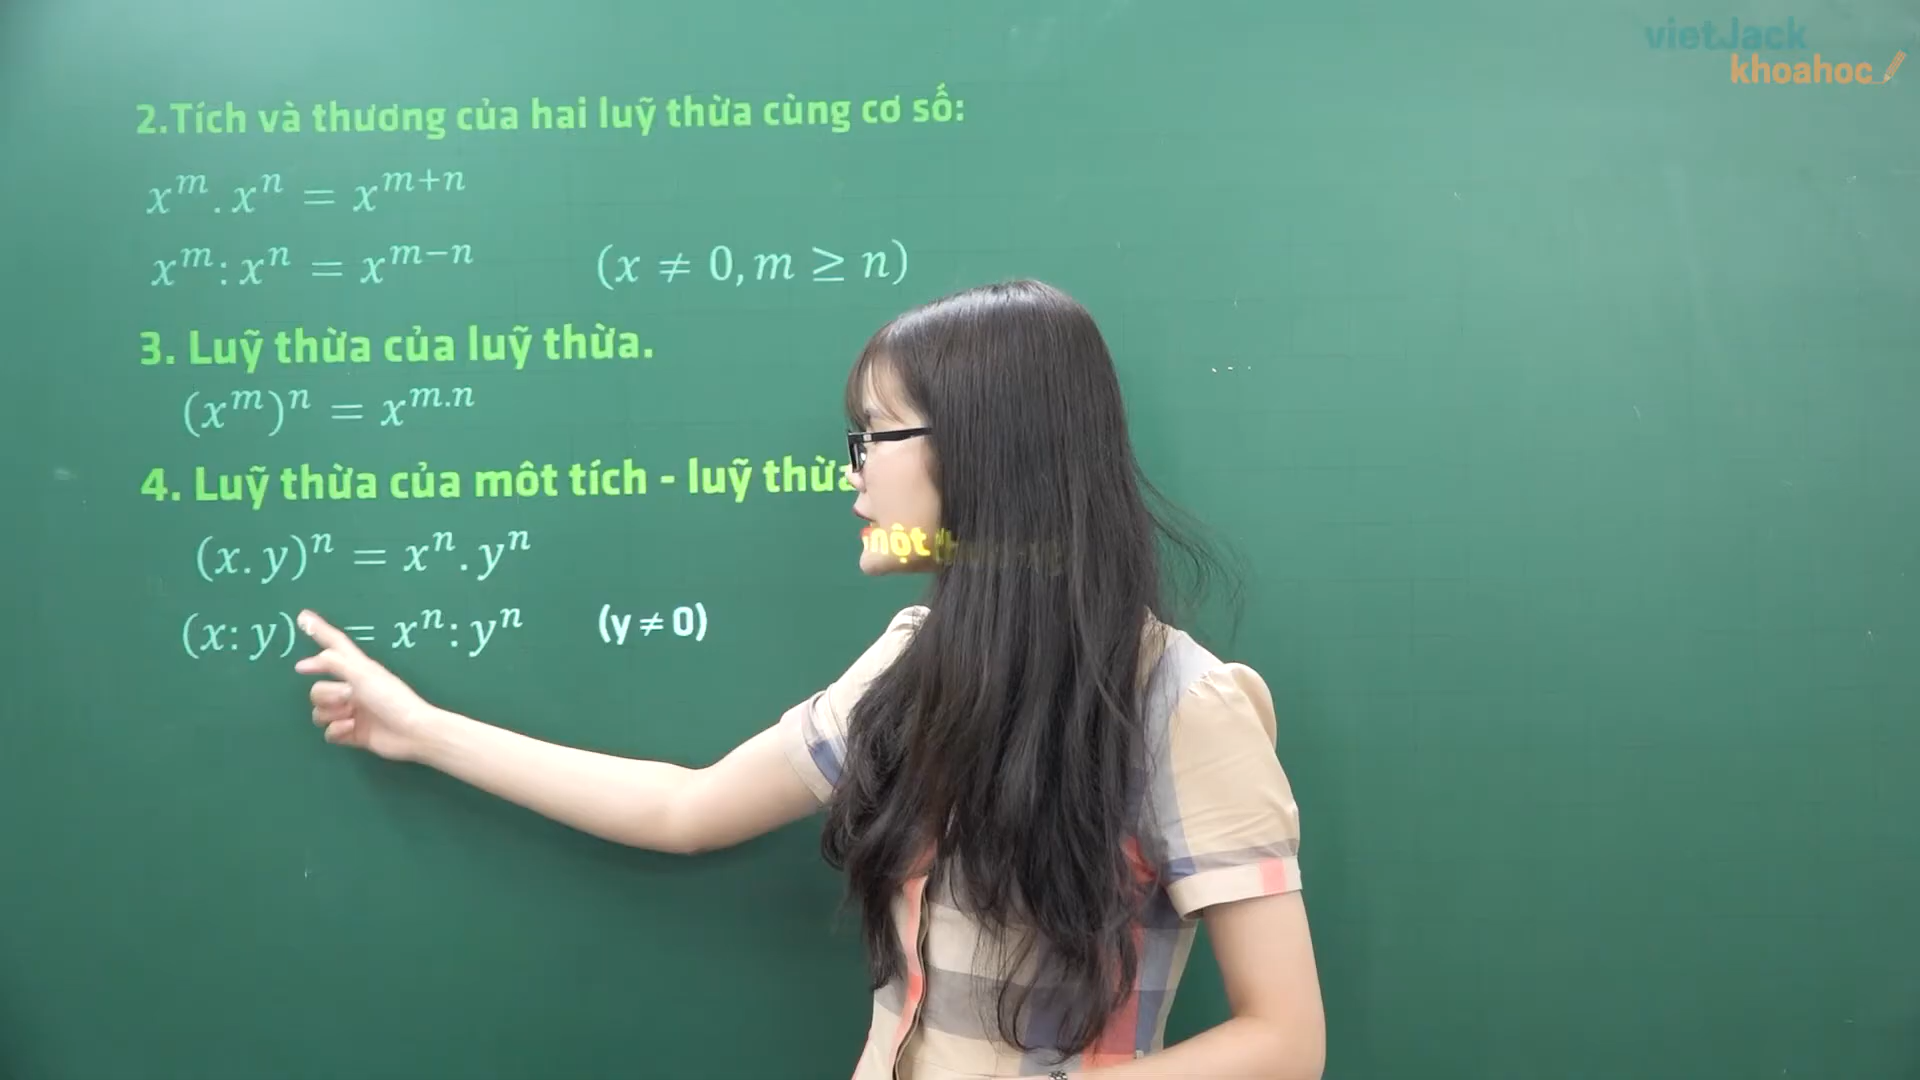 vietJack
khoahoc
2.Tích và thương của hai luỹ thừa cùng cơ số:
x^m . x^n = x^{m+n}
x^m : x^n = x^{m-n} (x ≠ 0, m ≥ n)
3. Luỹ thừa của luỹ thừa.
(x^m)^n = x^{m.n}
4. Luỹ thừa của môt tích - luỹ thừa
một
(x. y)^n = x^n . y^n
(x: y) = x^n : y^n (y ≠ 0)